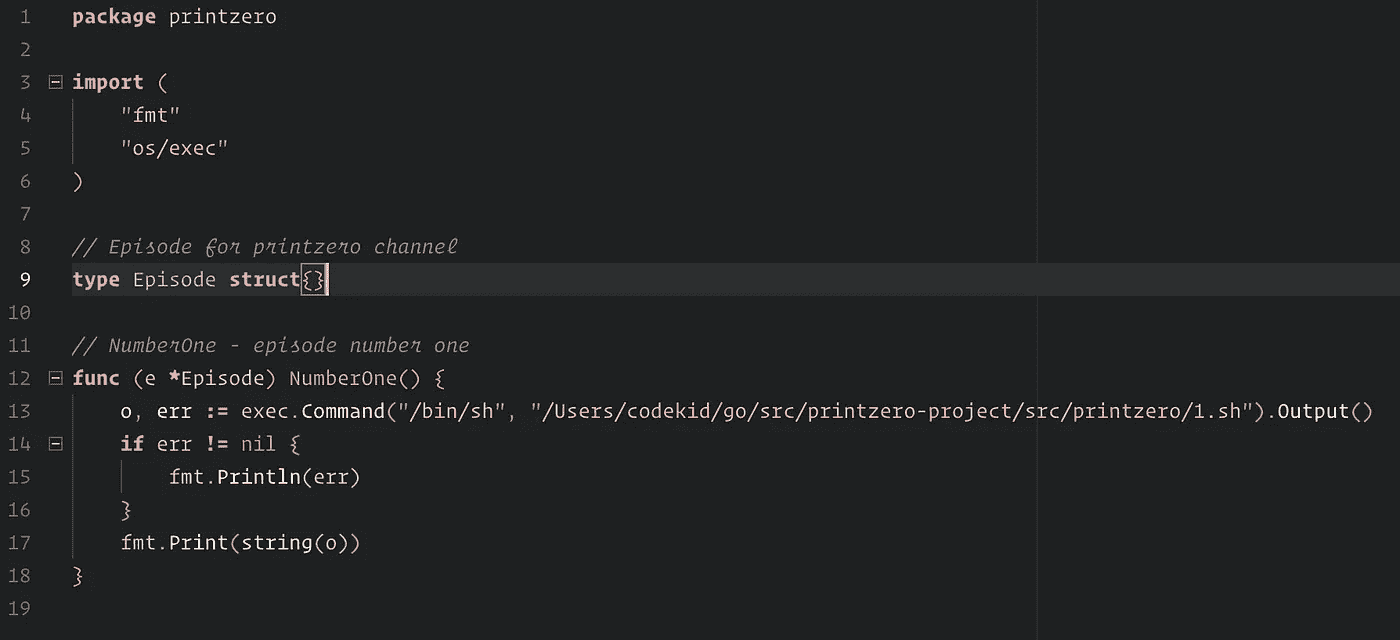 1 package printzero
2
3 import (
4     "fmt"
5     "os/exec"
6 )
7
8 // Episode for printzero channel
9 type Episode struct{}
10
11 // NumberOne - episode number one
12 func (e *Episode) NumberOne() {
13     o, err := exec.Command("/bin/sh", "/Users/codekid/go/src/printzero-project/src/printzero/1.sh").Output()
14     if err != nil {
15         fmt.Println(err)
16     }
17     fmt.Print(string(o))
18 }
19